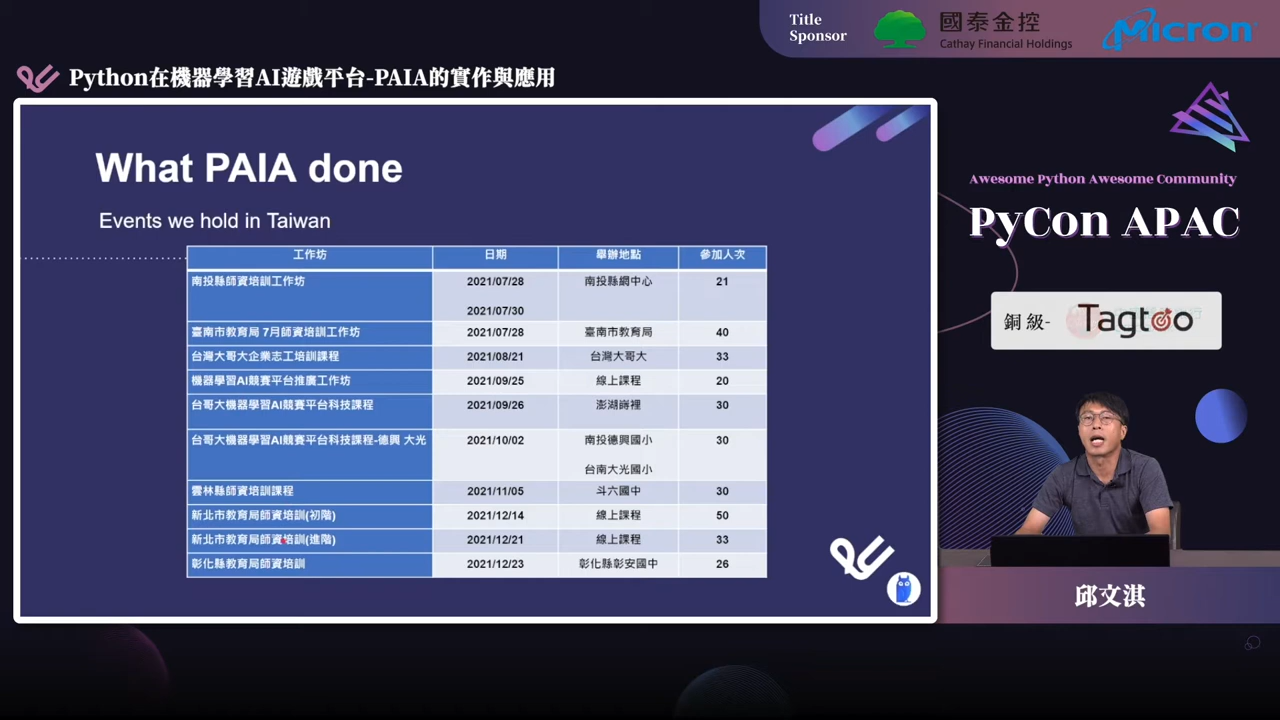 Title
Sponsor
國泰金控
Cathay Financial Holdings
Micron
Python在機器學習AI遊戲平台-PAIA的實作與應用
What PAIA done
Events we hold in Taiwan
工作坊 日期 舉辦地點 參加人次
南投縣師資培訓工作坊 2021/07/28 南投縣網中心 21
2021/07/30
臺南市教育局 7月師資培訓工作坊 2021/07/28 臺南市教育局 40
台灣大哥大企業志工培訓課程 2021/08/21 台灣大哥大 33
機器學習AI競賽平台推廣工作坊 2021/09/25 線上課程 20
台哥大機器學習AI競賽平台科技課程 2021/09/26 澎湖嵵裡 30
台哥大機器學習AI競賽平台科技課程-德興 大光 2021/10/02 南投德興國小 30
台南大光國小
雲林縣師資培訓課程 2021/11/05 斗六國中 30
新北市教育局師資培訓(初階) 2021/12/14 線上課程 50
新北市教育局師資培訓(進階) 2021/12/21 線上課程 33
彰化縣教育局師資培訓 2021/12/23 彰化縣彰安國中 26
Awesome Python Awesome Community
PyCon APAC
銅級- Tagtoo
邱文淇